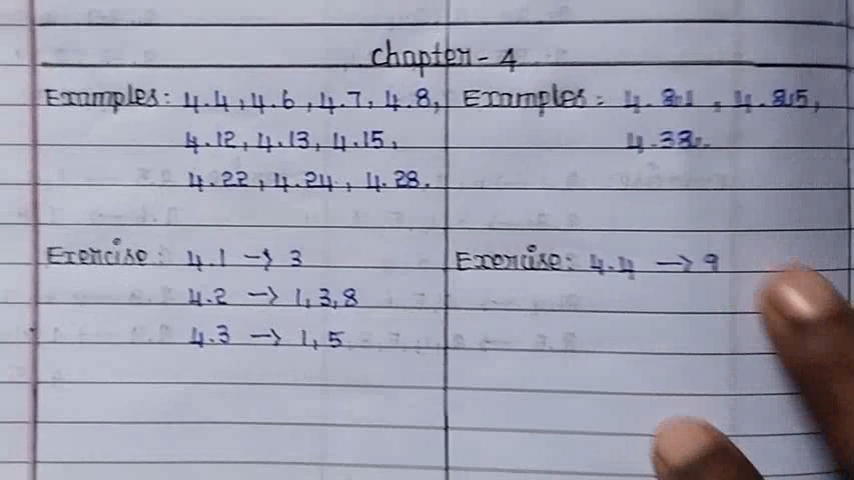 Chapter - 4
Examples: 4.4, 4.6, 4.7, 4.8,
4.12, 4.13, 4.15,
4.22, 4.24, 4.28.
Exercise: 4.1 → 3
4.2 → 1,3,8
4.3 → 1,5
Examples:
Exercise: 4.4 → 9